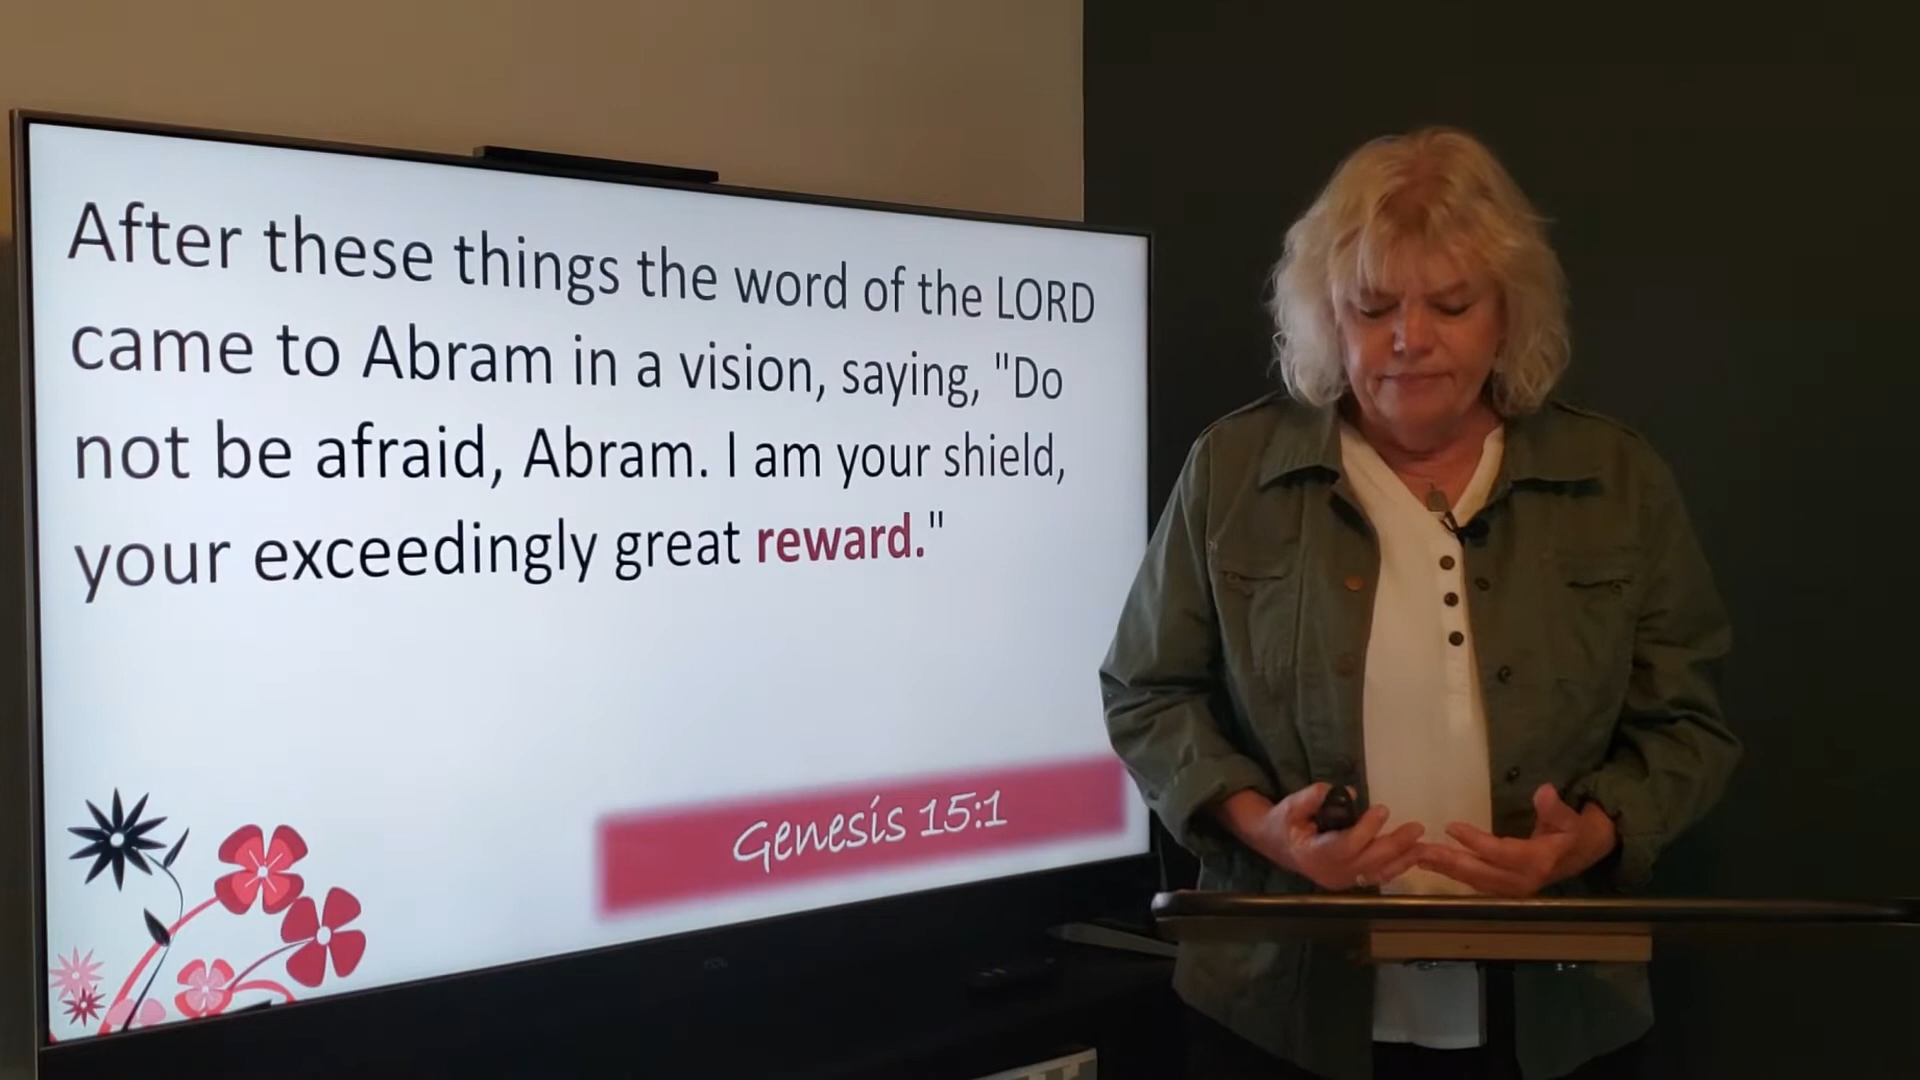 After these things the word of the LORD
came to Abram in a vision, saying, "Do
not be afraid, Abram. I am your shield,
your exceedingly great reward."
Genesis 15:1